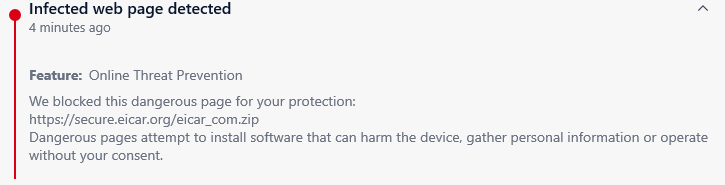 Infected web page detected
4 minutes ago
Feature: Online Threat Prevention
We blocked this dangerous page for your protection:
https://secure.eicar.org/eicar_com.zip
Dangerous pages attempt to install software that can harm the device, gather personal information or operate
without your consent.